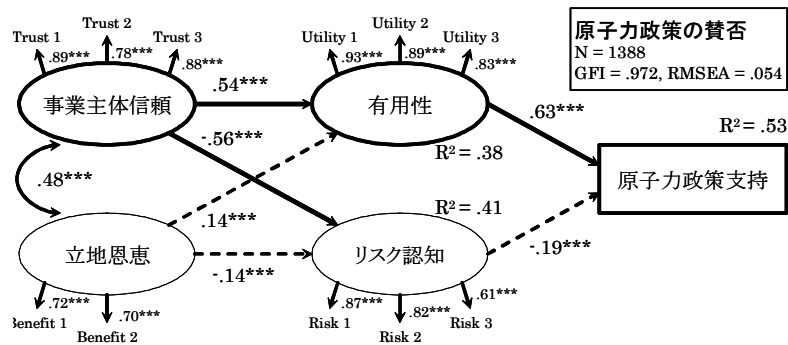 Trust 1
Trust 2
Trust 3
.89***
.78***
.88***
事業主体信頼
Utility 1
Utility 2
Utility 3
.93***
.89***
.83***
有用性
原子力政策の賛否
N = 1388
GFI = .972, RMSEA = .054
.54***
-.56***
.63***
R² = .38
R² = .53
原子力政策支持
.48***
.14***
-.14***
R² = .41
-.19***
立地恩恵
リスク認知
.72***
.70***
Benefit 1
Benefit 2
.87***
.82***
.61***
Risk 1
Risk 2
Risk 3